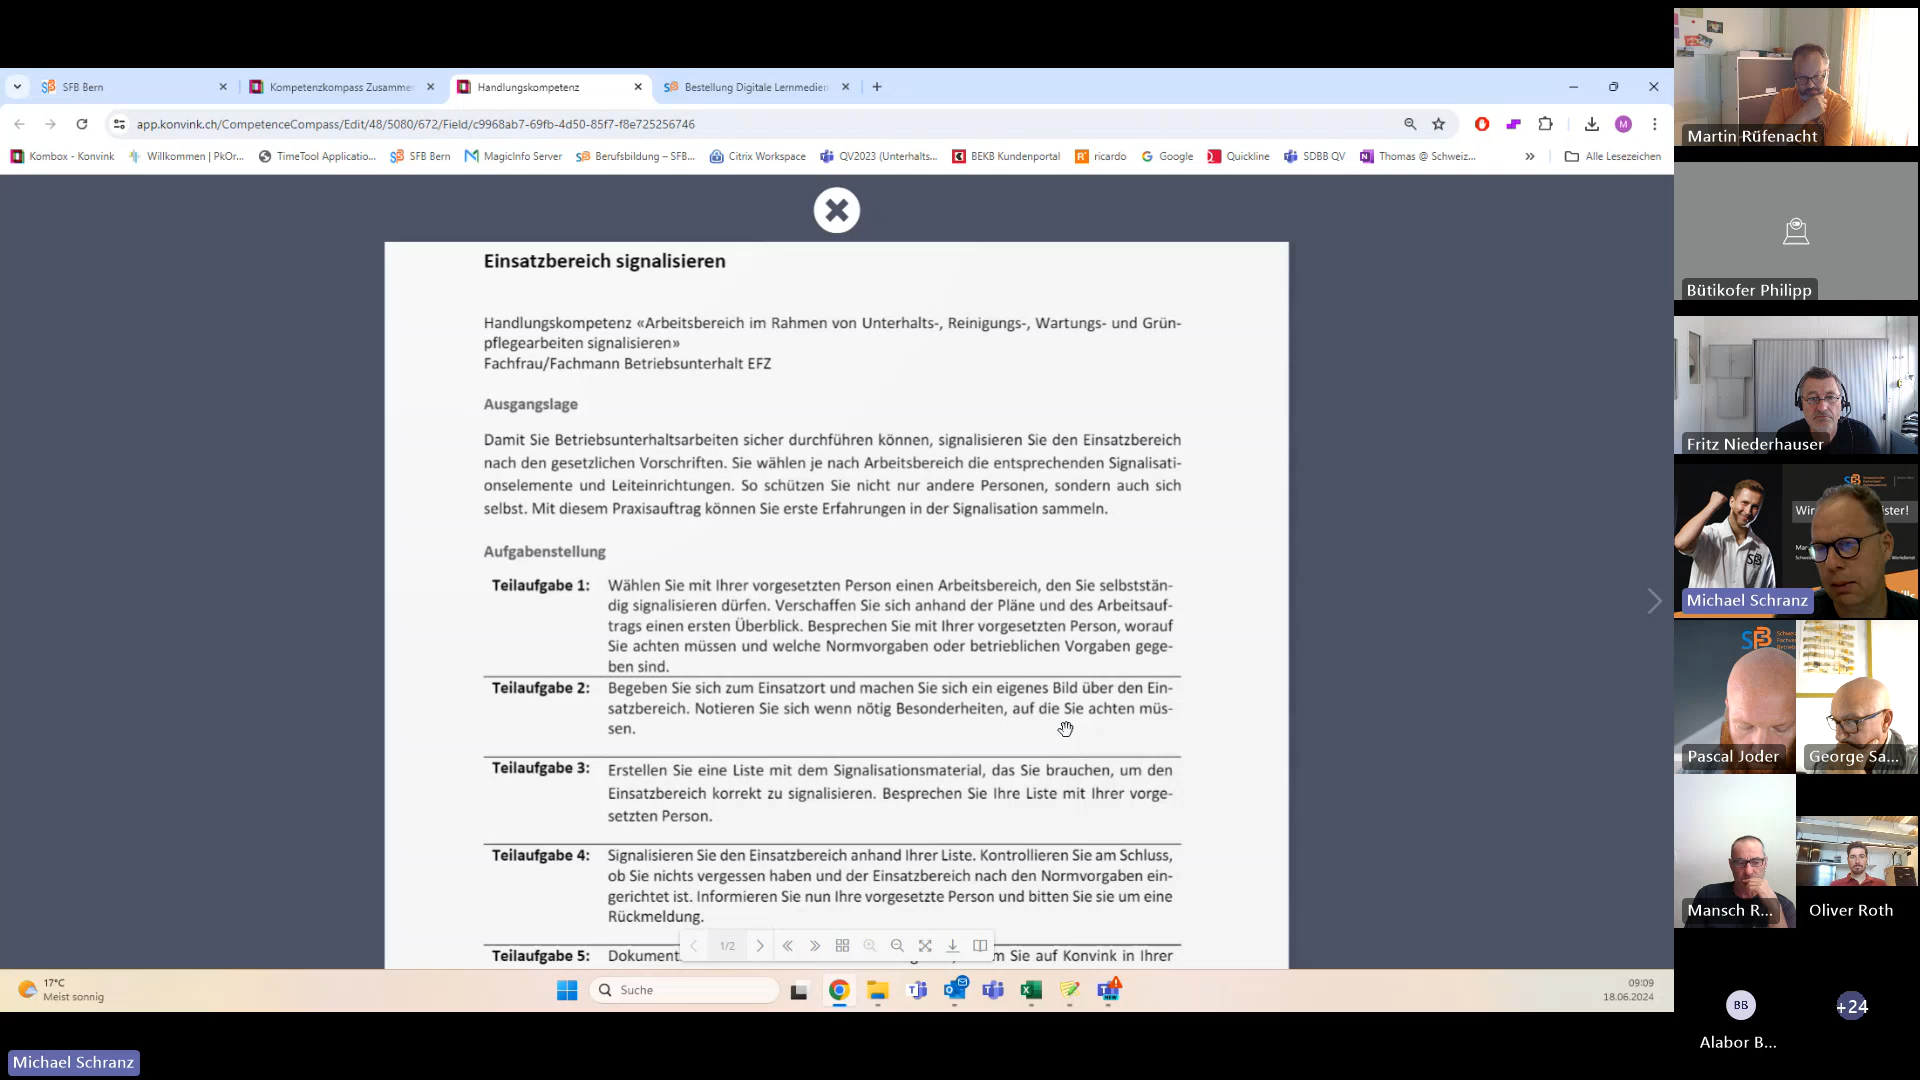 SFB Bern
Kompetenzkompass Zusamme
Handlungskompetenz
Bestellung Digitale Lernmedien
app.konvink.ch/CompetenceCompass/Edit/48/5080/672/Field/c9968ab7-69fb-4d50-85f7-f8e725256746
M
Kombox - Konvink
Willkommen | PkOr...
TimeTool Applicatio...
SFB Bern
MagicInfo Server
Berufsbildung – SFB...
Citrix Workspace
QV2023 (Unterhalts...
BEKB Kundenportal
ricardo
Google
Quickline
SDBB QV
Thomas @ Schweiz...
Alle Lesezeichen
Einsatzbereich signalisieren
Handlungskompetenz «Arbeitsbereich im Rahmen von Unterhalts-, Reinigungs-, Wartungs- und Grün-
pflegearbeiten signalisieren»
Fachfrau/Fachmann Betriebsunterhalt EFZ
Ausgangslage
Damit Sie Betriebsunterhaltsarbeiten sicher durchführen können, signalisieren Sie den Einsatzbereich
nach den gesetzlichen Vorschriften. Sie wählen je nach Arbeitsbereich die entsprechenden Signalisati-
onselemente und Leiteinrichtungen. So schützen Sie nicht nur andere Personen, sondern auch sich
selbst. Mit diesem Praxisauftrag können Sie erste Erfahrungen in der Signalisation sammeln.
Aufgabenstellung
Teilaufgabe 1: Wählen Sie mit Ihrer vorgesetzten Person einen Arbeitsbereich, den Sie selbststän-
dig signalisieren dürfen. Verschaffen Sie sich anhand der Pläne und des Arbeitsauf-
trags einen ersten Überblick. Besprechen Sie mit Ihrer vorgesetzten Person, worauf
Sie achten müssen und welche Normvorgaben oder betrieblichen Vorgaben gege-
ben sind.
Teilaufgabe 2: Begeben Sie sich zum Einsatzort und machen Sie sich ein eigenes Bild über den Ein-
satzbereich. Notieren Sie sich wenn nötig Besonderheiten, auf die Sie achten müs-
sen.
Teilaufgabe 3: Erstellen Sie eine Liste mit dem Signalisationsmaterial, das Sie brauchen, um den
Einsatzbereich korrekt zu signalisieren. Besprechen Sie Ihre Liste mit Ihrer vorge-
setzten Person.
Teilaufgabe 4: Signalisieren Sie den Einsatzbereich anhand Ihrer Liste. Kontrollieren Sie am Schluss,
ob Sie nichts vergessen haben und der Einsatzbereich nach den Normvorgaben ein-
gerichtet ist. Informieren Sie nun Ihre vorgesetzte Person und bitten Sie sie um eine
Rückmeldung.
Teilaufgabe 5: Dokument Sie auf Konvink in Ihrer
1/2
17°C
Meist sonnig
Suche
09:09
18.06.2024
Michael Schranz
Martin Rüfenacht
Bütikofer Philipp
Fritz Niederhauser
Michael Schranz
Pascal Joder
George Sa...
Mansch R...
Oliver Roth
BB
Alabor B...
+24